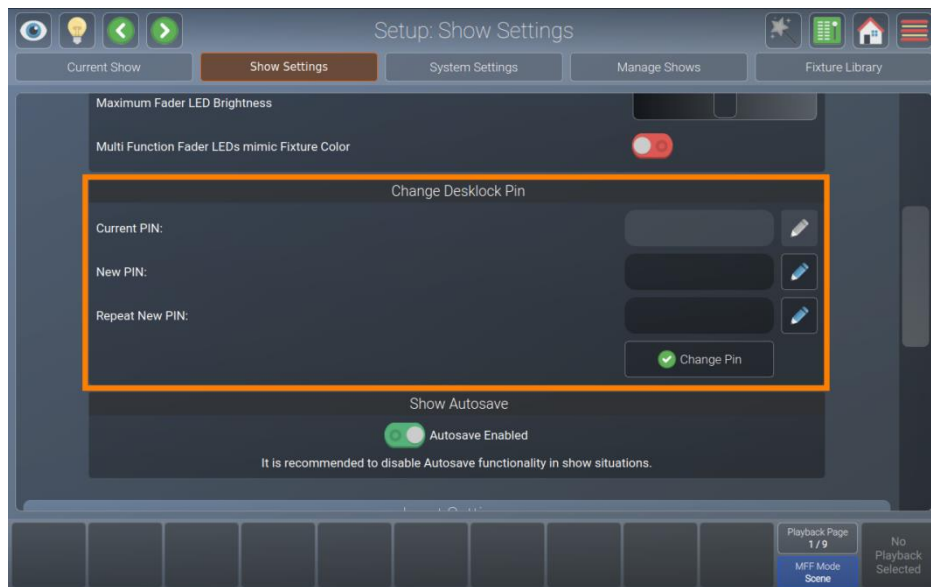 Setup: Show Settings
Current Show
Show Settings
System Settings
Manage Shows
Fixture Library
Maximum Fader LED Brightness
Multi Function Fader LEDs mimic Fixture Color
Change Desklock Pin
Current PIN:
New PIN:
Repeat New PIN:
Change Pin
Show Autosave
Autosave Enabled
It is recommended to disable Autosave functionality in show situations.
Playback Page
1 / 9
MFF Mode
Scene
No
Playback
Selected